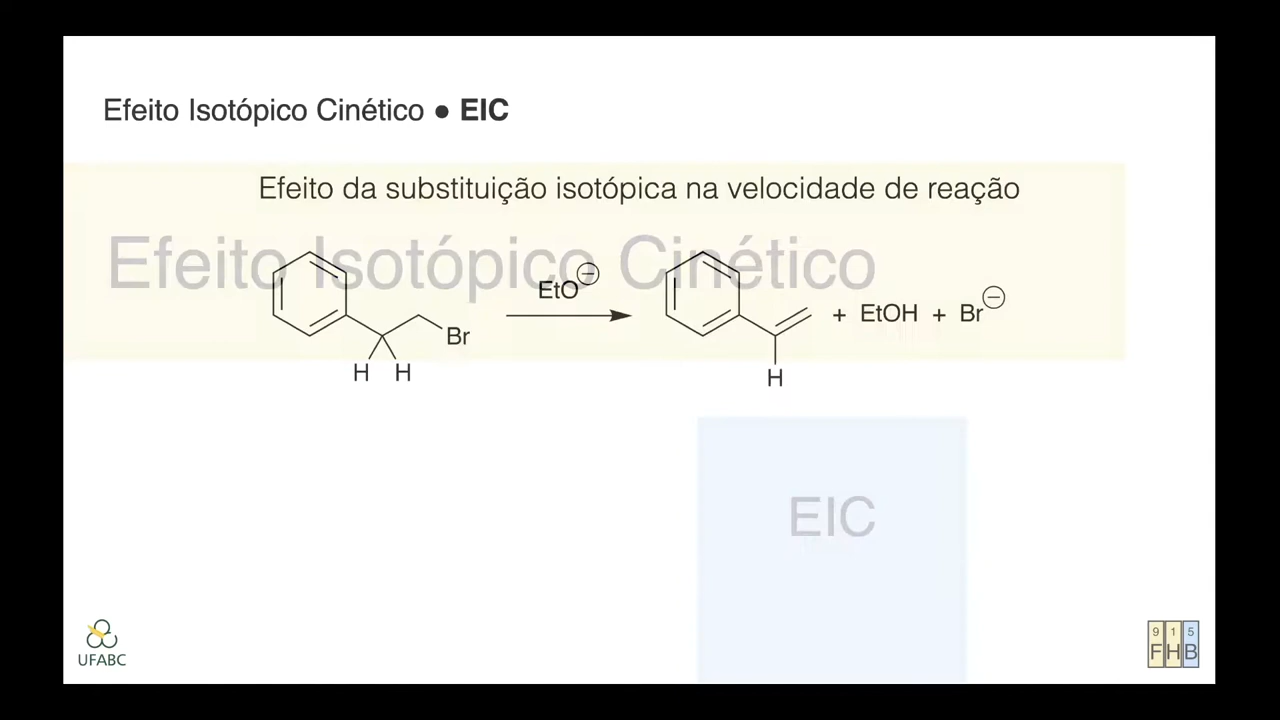 Efeito Isotópico Cinético ● EIC
Efeito da substituição isotópica na velocidade de reação
Efeito Isotópico Cinético
EtO⊖
Br
H H
H
+ EtOH + Br⊖
EIC
UFABC
9 1 5
F H B